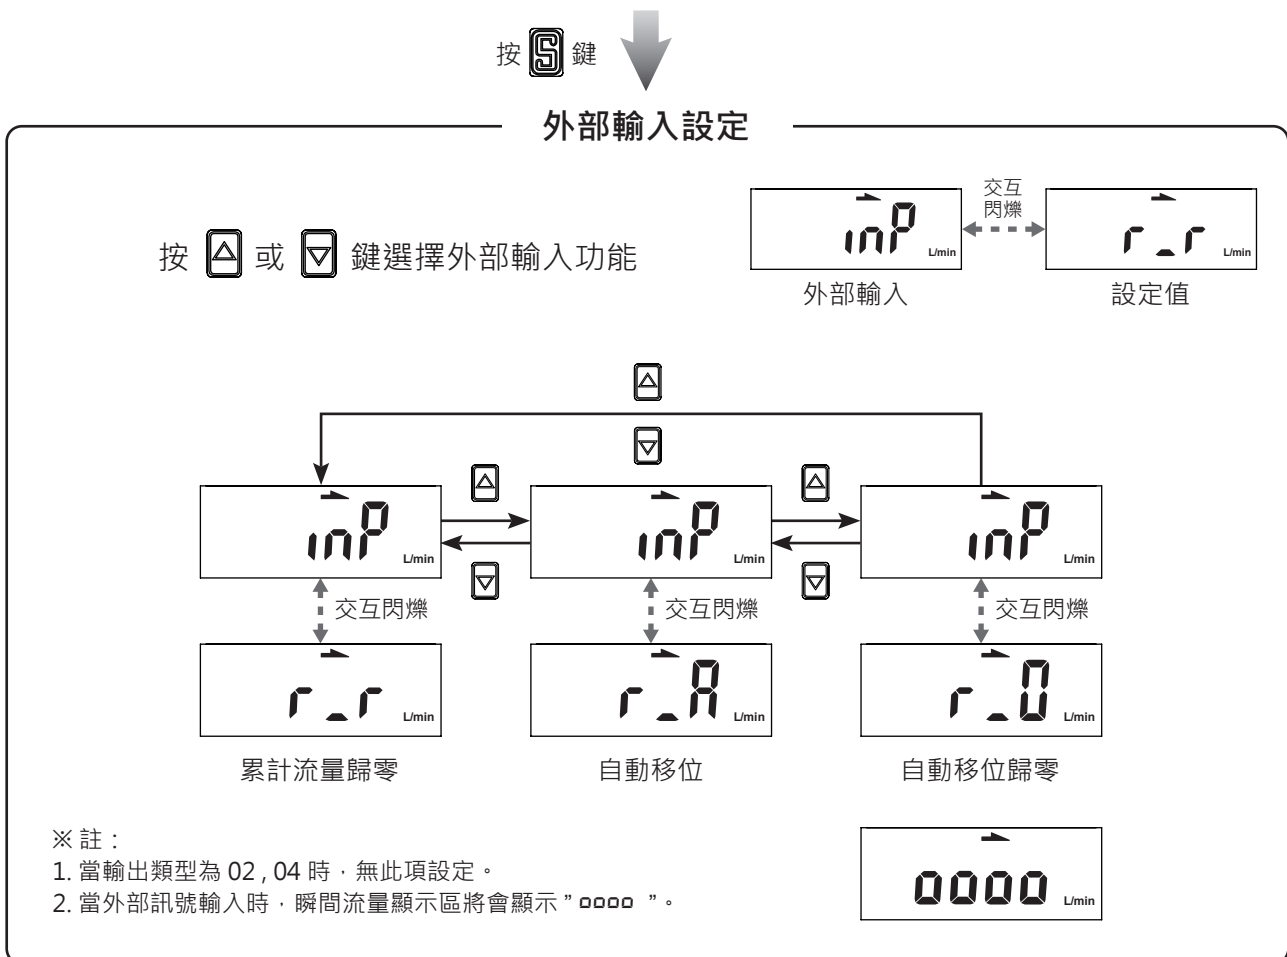 按 S 鍵
外部輸入設定
交互
閃爍
inP L/min
r_r L/min
按 或 鍵選擇外部輸入功能
外部輸入
設定值
inP L/min
inP L/min
inP L/min
交互閃爍
交互閃爍
交互閃爍
r_r L/min
r_A L/min
r_0 L/min
累計流量歸零
自動移位
自動移位歸零
※ 註：
1. 當輸出類型為 02 , 04 時，無此項設定。
2. 當外部訊號輸入時，瞬間流量顯示區將會顯示 ” oooo ”。
oooo L/min